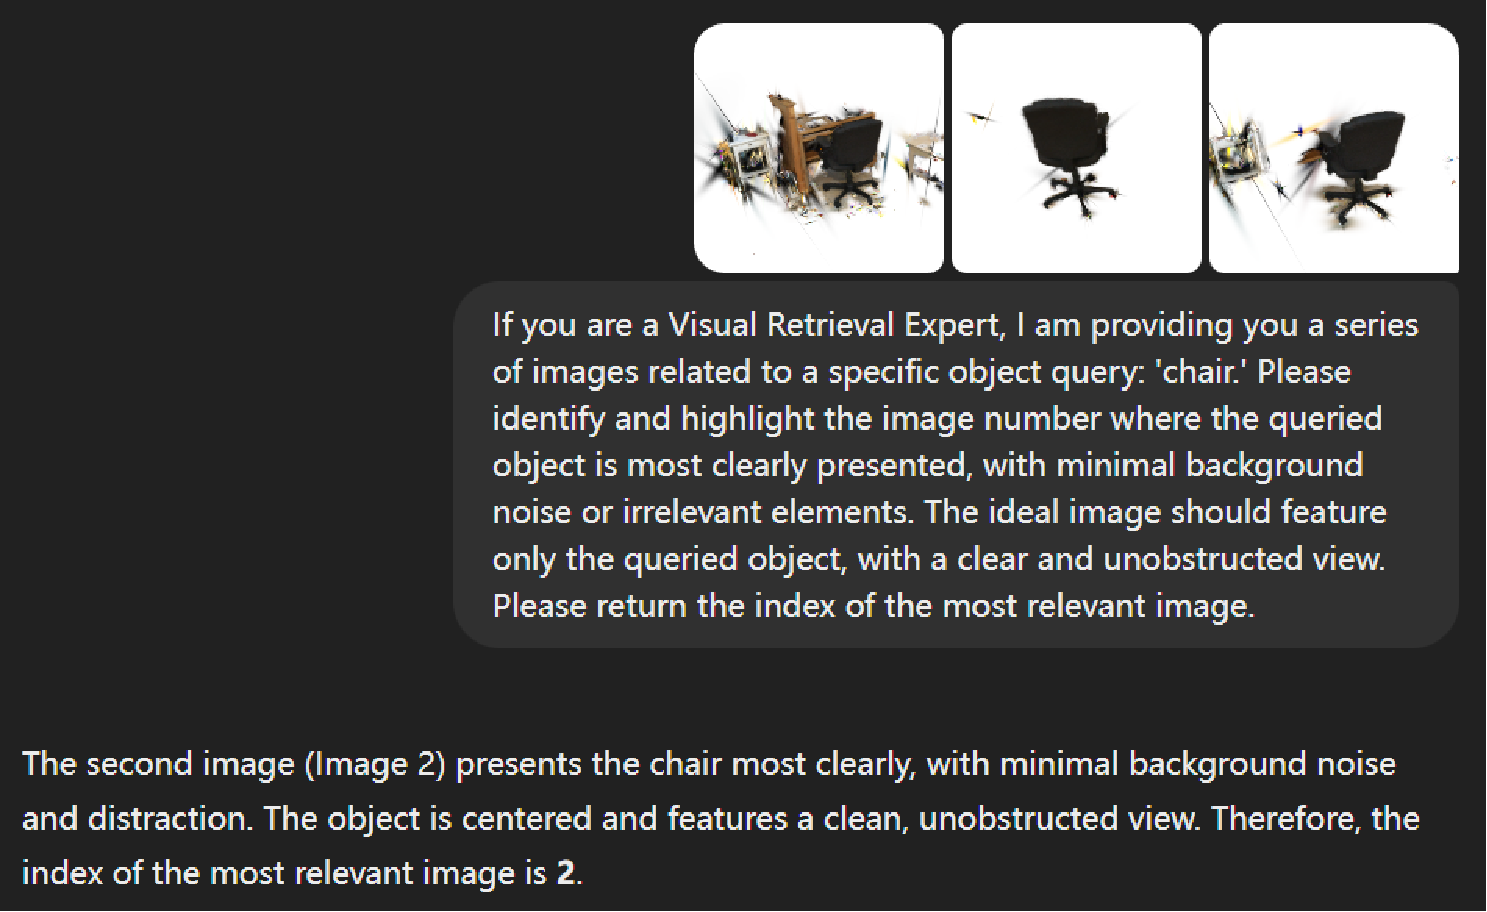 If you are a Visual Retrieval Expert, I am providing you a series
of images related to a specific object query: 'chair.' Please
identify and highlight the image number where the queried
object is most clearly presented, with minimal background
noise or irrelevant elements. The ideal image should feature
only the queried object, with a clear and unobstructed view.
Please return the index of the most relevant image.
The second image (Image 2) presents the chair most clearly, with minimal background noise
and distraction. The object is centered and features a clean, unobstructed view. Therefore, the
index of the most relevant image is 2.